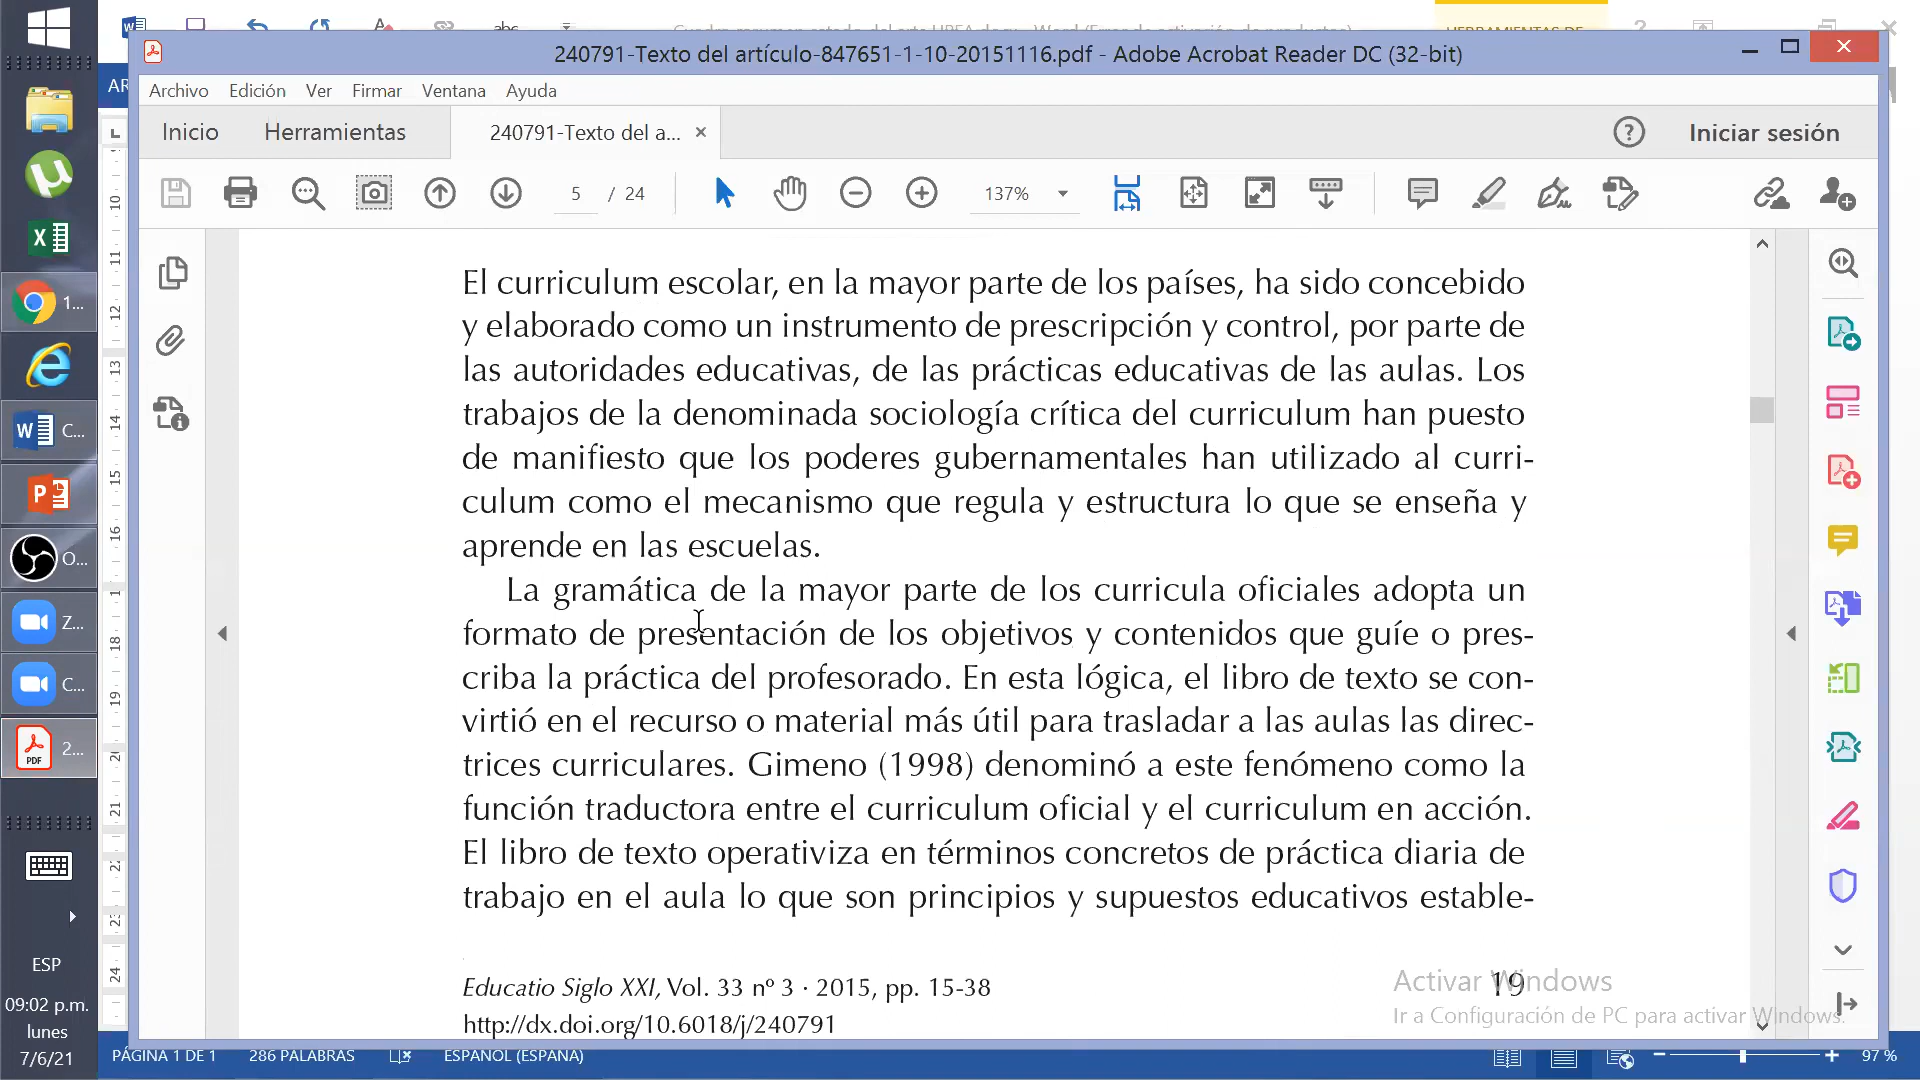 240791-Texto del artículo-847651-1-10-20151116.pdf - Adobe Acrobat Reader DC (32-bit)
Archivo Edición Ver Firmar Ventana Ayuda
Inicio Herramientas 240791-Texto del a... × Iniciar sesión
5 / 24 137%
El curriculum escolar, en la mayor parte de los países, ha sido concebido
y elaborado como un instrumento de prescripción y control, por parte de
las autoridades educativas, de las prácticas educativas de las aulas. Los
trabajos de la denominada sociología crítica del curriculum han puesto
de manifiesto que los poderes gubernamentales han utilizado al curri-
culum como el mecanismo que regula y estructura lo que se enseña y
aprende en las escuelas.
La gramática de la mayor parte de los curricula oficiales adopta un
formato de presentación de los objetivos y contenidos que guíe o pres-
criba la práctica del profesorado. En esta lógica, el libro de texto se con-
virtió en el recurso o material más útil para trasladar a las aulas las direc-
trices curriculares. Gimeno (1998) denominó a este fenómeno como la
función traductora entre el curriculum oficial y el curriculum en acción.
El libro de texto operativiza en términos concretos de práctica diaria de
trabajo en el aula lo que son principios y supuestos educativos estable-
Educatio Siglo XXI, Vol. 33 nº 3 · 2015, pp. 15-38 19
http://dx.doi.org/10.6018/j/240791
Activar Windows
Ir a Configuración de PC para activar Windows.
1...
C...
O...
Z...
C...
2...
ESP
09:02 p.m.
lunes
7/6/21
PÁGINA 1 DE 1 286 PALABRAS ESPAÑOL (ESPAÑA) 97 %